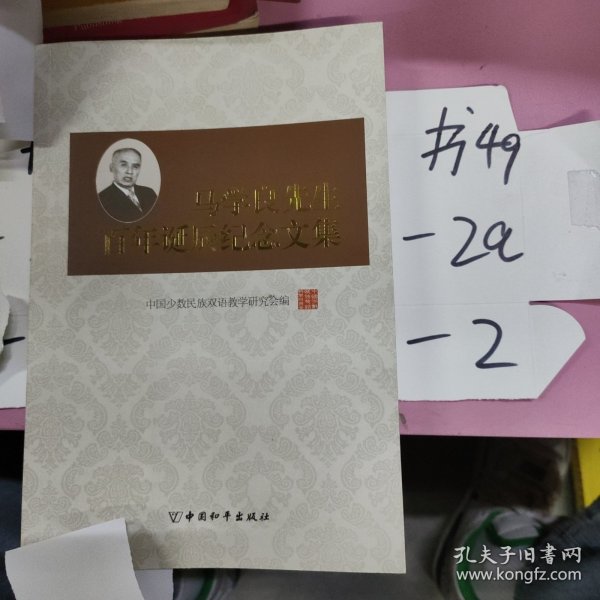 马学良先生
百年诞辰纪念文集
中国少数民族双语教学研究会编
中国和平出版社
书49
-2a
-2
孔夫子旧书网
www.kongfz.com